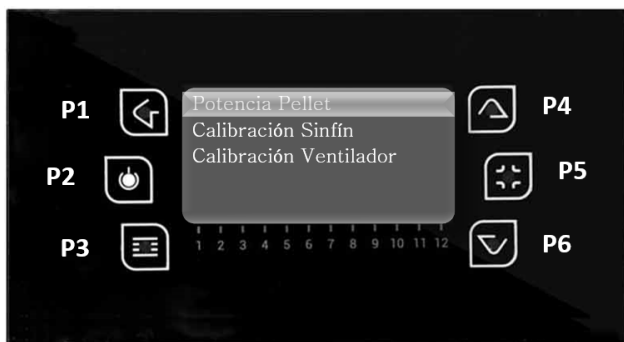 P1
P2
P3
Potencia Pellet
Calibración Sinfín
Calibración Ventilador
1 2 3 4 5 6 7 8 9 10 11 12
P4
P5
P6